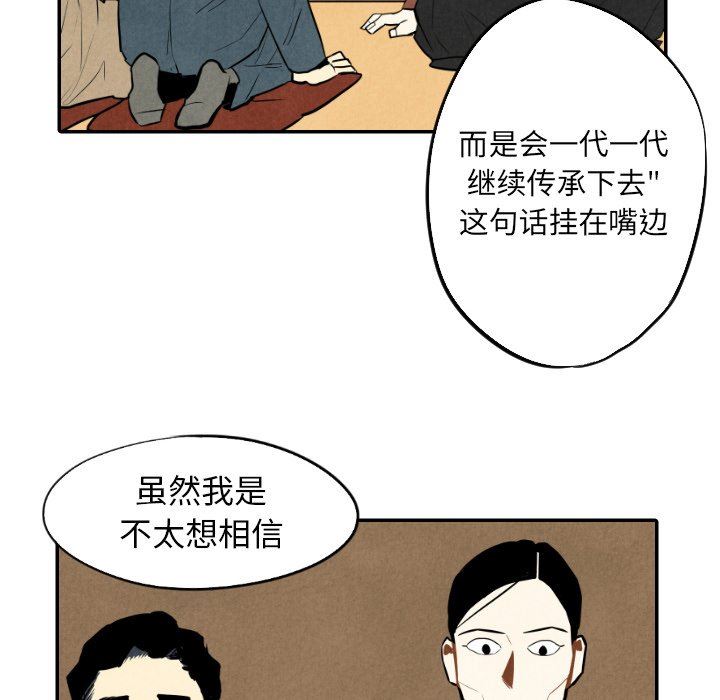 而是会一代一代
继续传承下去"
这句话挂在嘴边
虽然我是
不太想相信